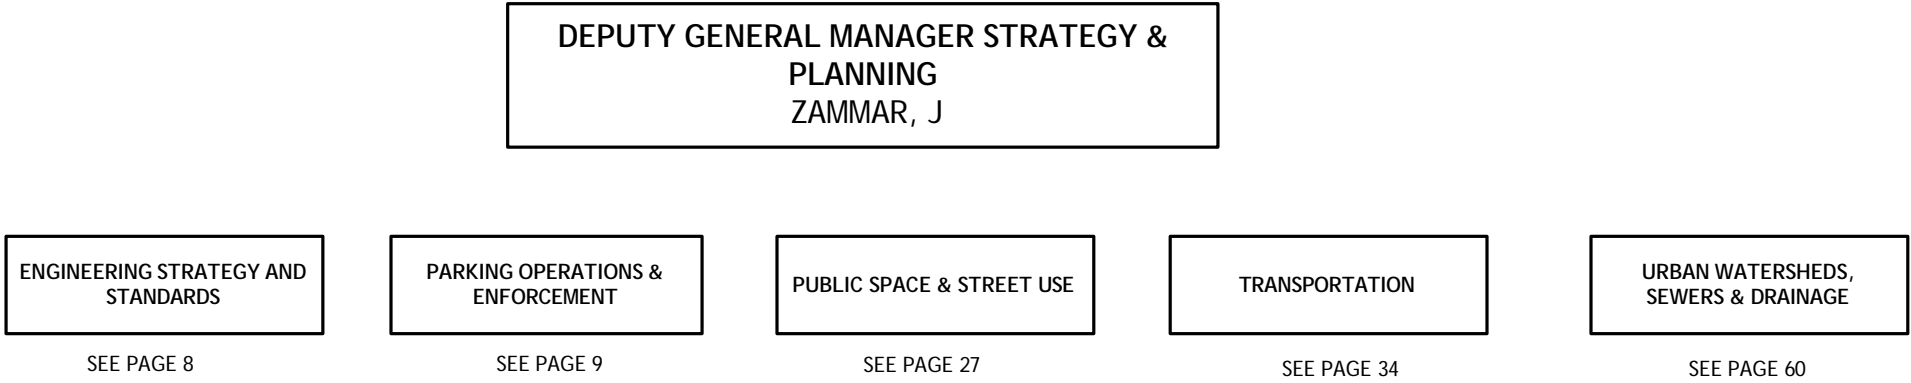 DEPUTY GENERAL MANAGER STRATEGY &
PLANNING
ZAMMAR, J
ENGINEERING STRATEGY AND
STANDARDS
SEE PAGE 8
PARKING OPERATIONS &
ENFORCEMENT
SEE PAGE 9
PUBLIC SPACE & STREET USE
SEE PAGE 27
TRANSPORTATION
SEE PAGE 34
URBAN WATERSHEDS,
SEWERS & DRAINAGE
SEE PAGE 60